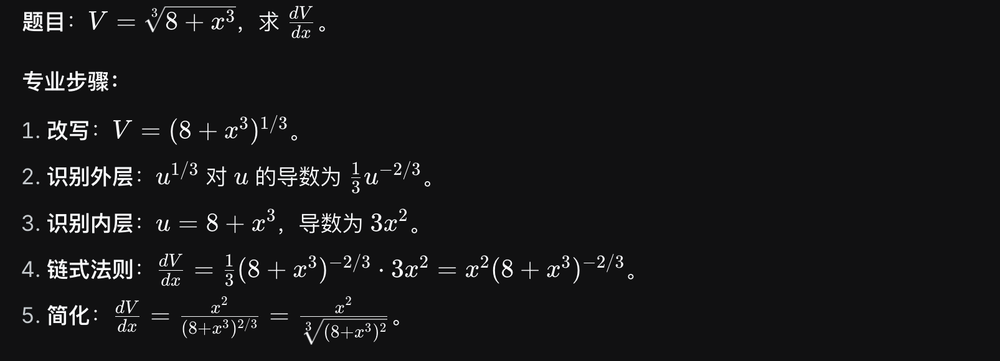 题目：$V = \sqrt[3]{8 + x^3}$，求 $\frac{dV}{dx}$。
专业步骤：
1. 改写：$V = (8 + x^3)^{1/3}$。
2. 识别外层：$u^{1/3}$ 对 $u$ 的导数为 $\frac{1}{3}u^{-2/3}$。
3. 识别内层：$u = 8 + x^3$，导数为 $3x^2$。
4. 链式法则：$\frac{dV}{dx} = \frac{1}{3}(8 + x^3)^{-2/3} \cdot 3x^2 = x^2(8 + x^3)^{-2/3}$。
5. 简化：$\frac{dV}{dx} = \frac{x^2}{(8+x^3)^{2/3}} = \frac{x^2}{\sqrt[3]{(8+x^3)^2}}$。